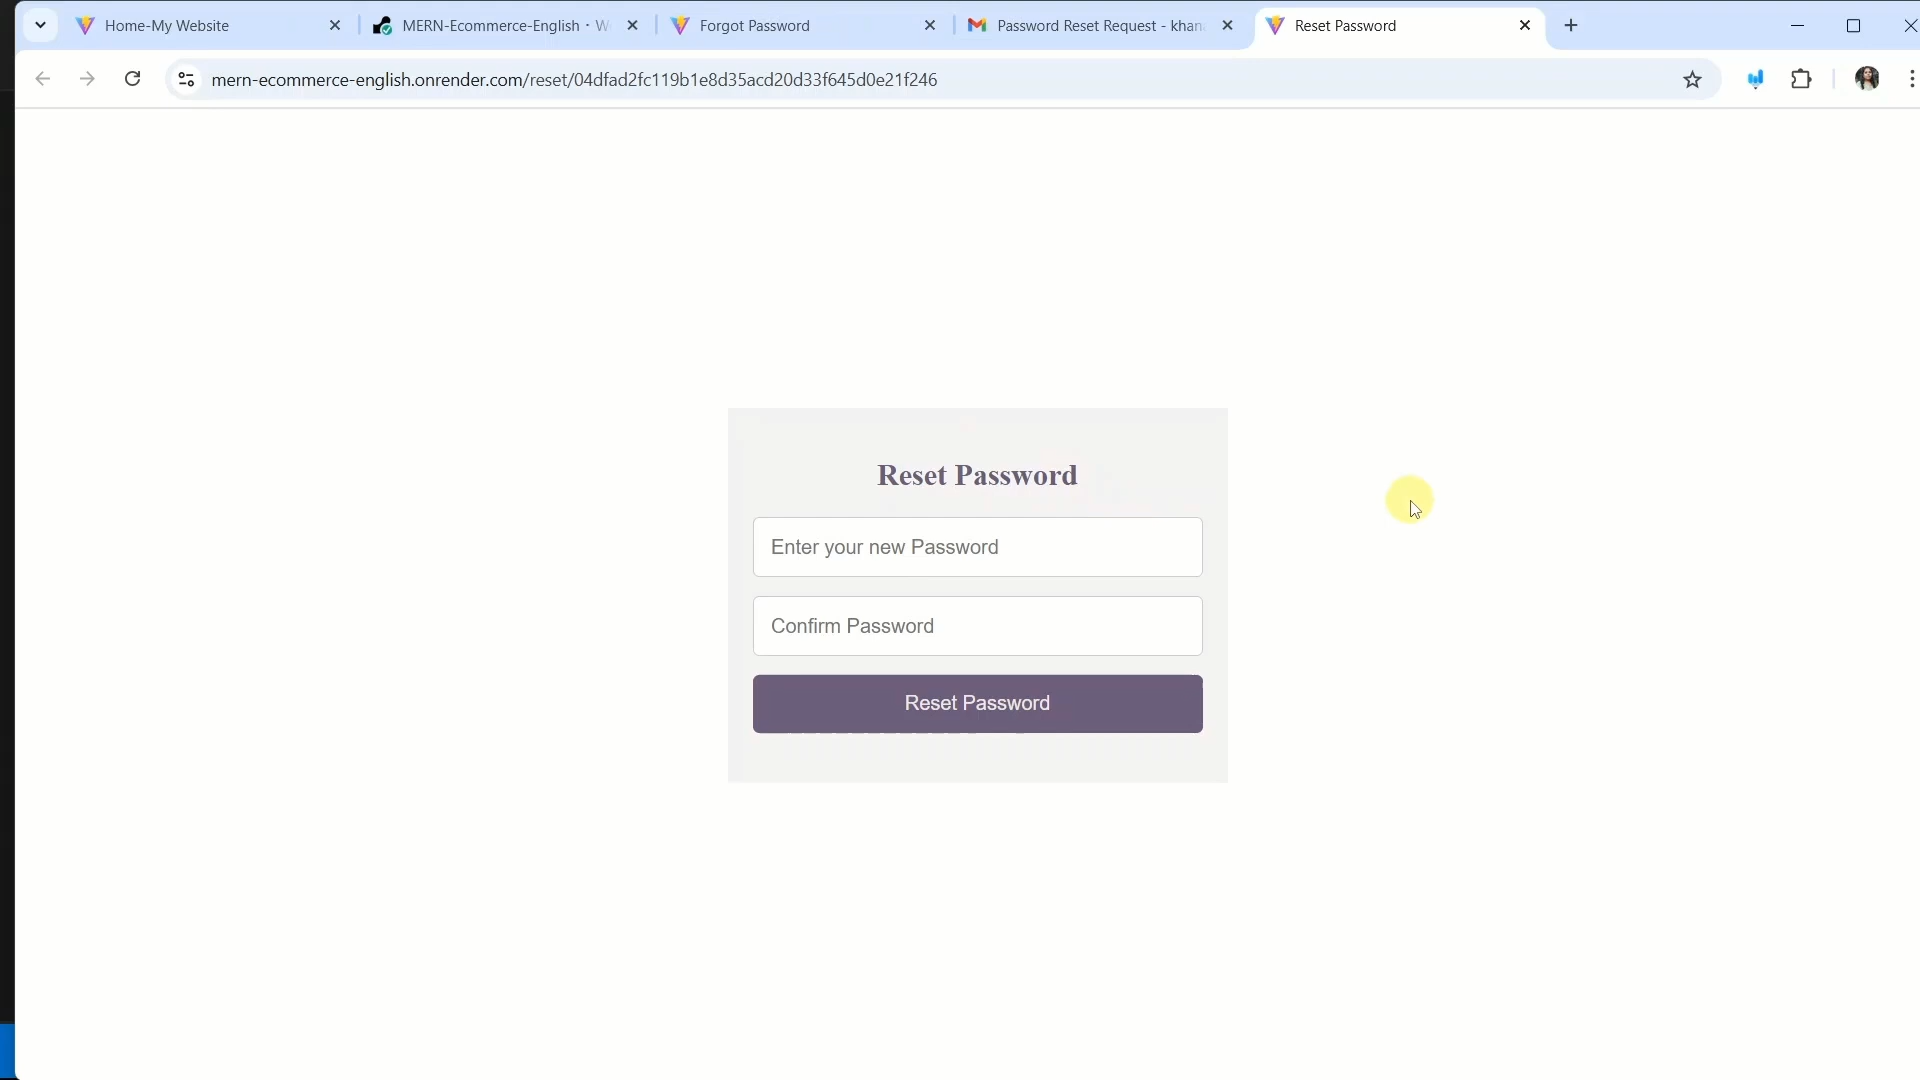 Home-My Website
MERN-Ecommerce-English · W
Forgot Password
Password Reset Request - khan
Reset Password
mern-ecommerce-english.onrender.com/reset/04dfad2fc119b1e8d35acd20d33f645d0e21f246
Reset Password
Enter your new Password
Confirm Password
Reset Password